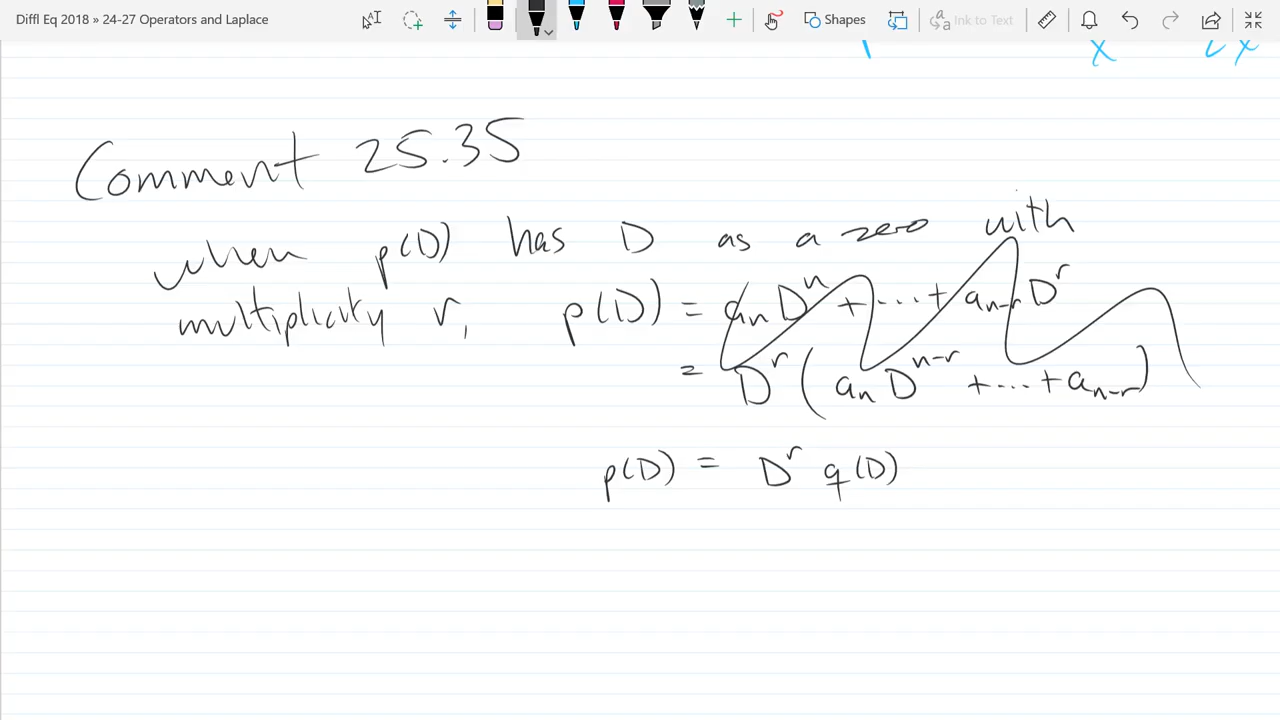 Diffl Eq 2018 » 24-27 Operators and Laplace
Shapes
Ink to Text
x 2x
Comment 25.35
when p(D) has D as a zero with
multiplicity r, p(D) = a_n D^n + ... + a_{n-r} D^r
= D^r ( a_n D^{n-r} + ... + a_{n-r} )
p(D) = D^r q(D)